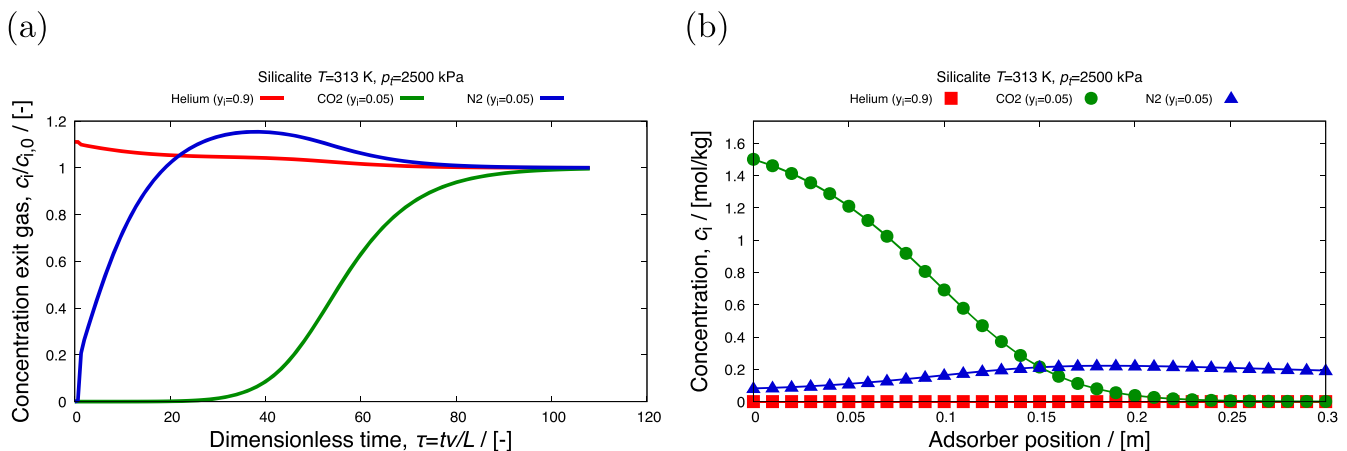 (a)
Silicalite T=313 K, pf=2500 kPa
Helium (yi=0.9) CO2 (yi=0.05) N2 (yi=0.05)
Concentration exit gas, ci/ci,0 / [-]
1.2
1
0.8
0.6
0.4
0.2
0
0 20 40 60 80 100 120
Dimensionless time, τ=tv/L / [-]
(b)
Silicalite T=313 K, pf=2500 kPa
Helium (yi=0.9) CO2 (yi=0.05) N2 (yi=0.05)
Concentration, ci / [mol/kg]
1.6
1.4
1.2
1
0.8
0.6
0.4
0.2
0
0 0.05 0.1 0.15 0.2 0.25 0.3
Adsorber position / [m]